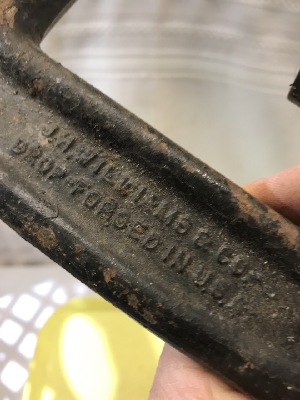 J.H.WILLIAMS & CO.
DROP-FORGED IN U.S.A.